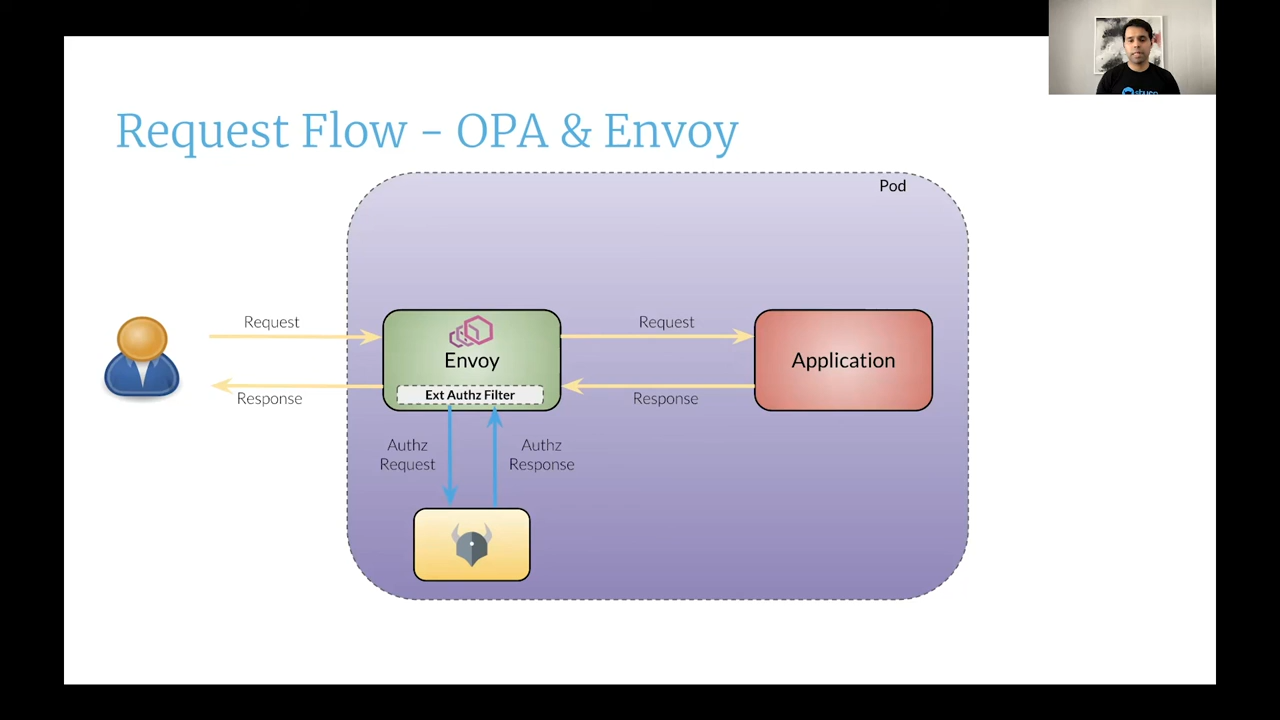 Request Flow - OPA & Envoy
Pod
Request
Request
Envoy
Application
Ext Authz Filter
Response
Response
Authz
Request
Authz
Response